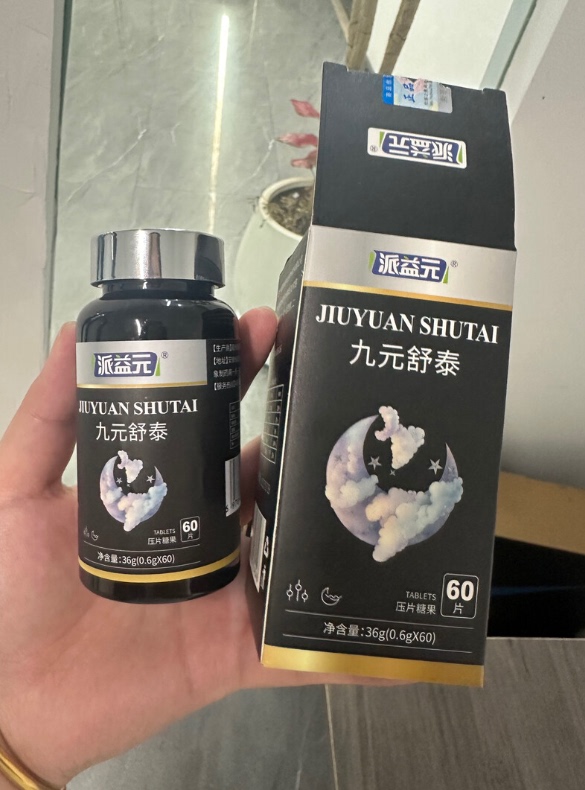 派益元®
派益元®
JIUYUAN SHUTAI
九元舒泰
TABLETS
压片糖果
60
片
净含量:36g(0.6gX60)
派益元®
JIUYUAN SHUTAI
九元舒泰
TABLETS
压片糖果
60
片
净含量:36g(0.6gX60)